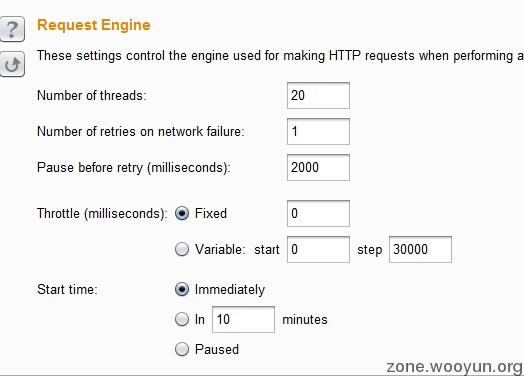 Request Engine
?
These settings control the engine used for making HTTP requests when performing a
Number of threads: 20
Number of retries on network failure: 1
Pause before retry (milliseconds): 2000
Throttle (milliseconds): Fixed 0
Variable: start 0 step 30000
Start time: Immediately
In 10 minutes
Paused
zone.wooyun.org